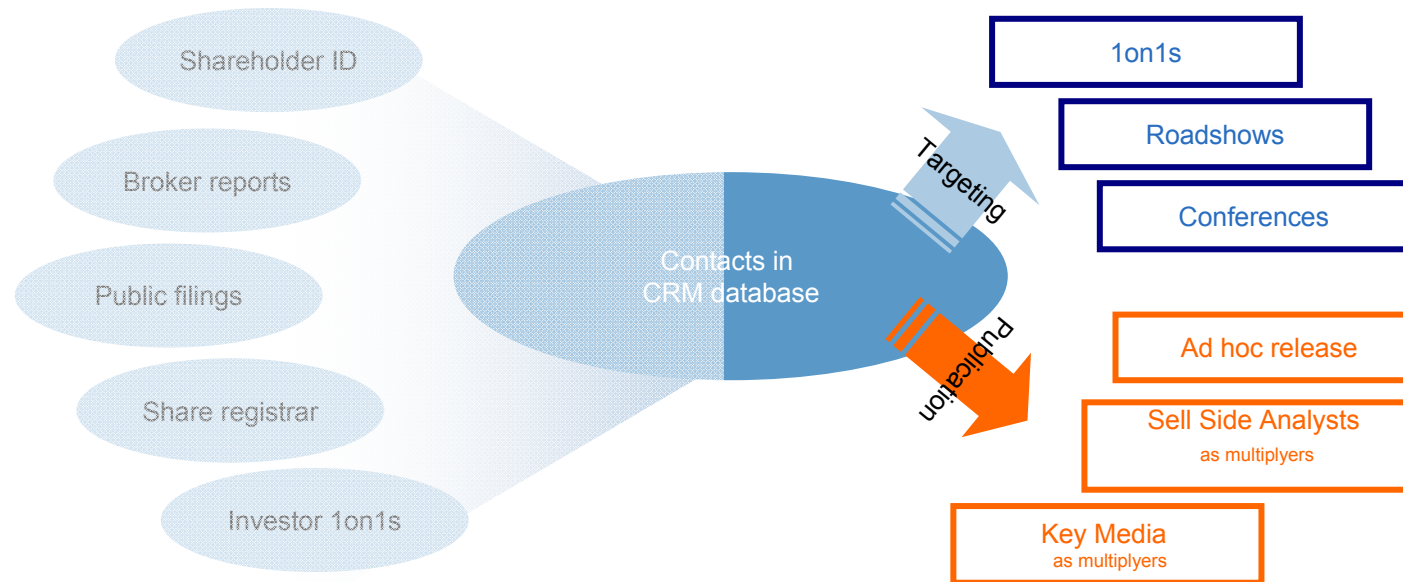 Shareholder ID
Broker reports
Public filings
Share registrar
Investor 1on1s
Contacts in
CRM database
Targeting
Publication
1on1s
Roadshows
Conferences
Ad hoc release
Sell Side Analysts
as multiplyers
Key Media
as multiplyers